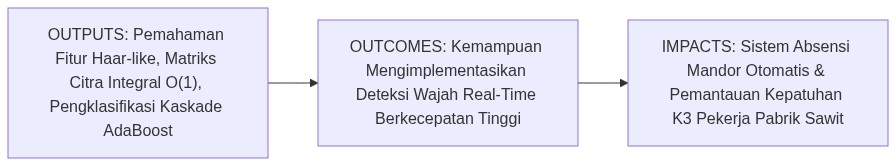 OUTPUTS: Pemahaman
Fitur Haar-like, Matriks
Citra Integral O(1),
Pengklasifikasi Kaskade
AdaBoost
OUTCOMES: Kemampuan
Mengimplementasikan
Deteksi Wajah Real-Time
Berkecepatan Tinggi
IMPACTS: Sistem Absensi
Mandor Otomatis &
Pemantauan Kepatuhan
K3 Pekerja Pabrik Sawit